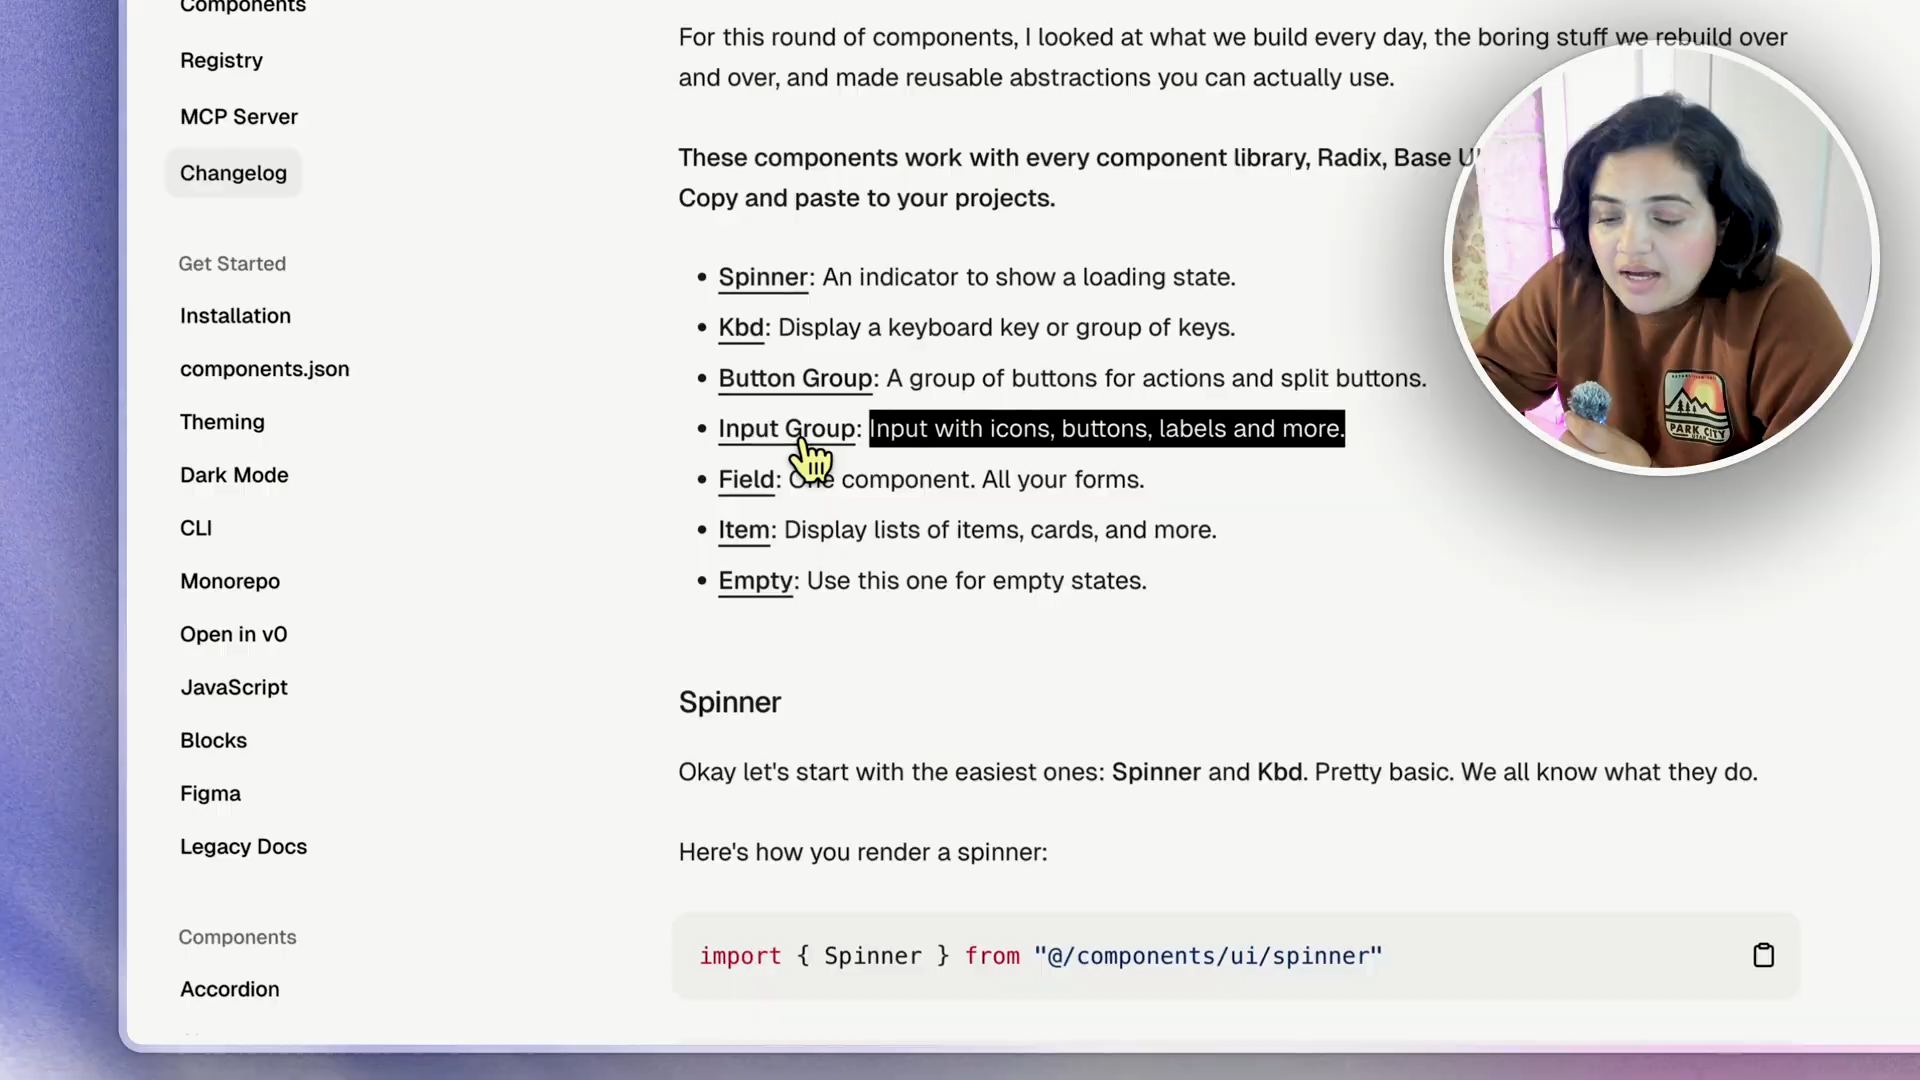 Components
Registry
MCP Server
Changelog
Get Started
Installation
components.json
Theming
Dark Mode
CLI
Monorepo
Open in v0
JavaScript
Blocks
Figma
Legacy Docs
Components
Accordion
For this round of components, I looked at what we build every day, the boring stuff we rebuild over
and over, and made reusable abstractions you can actually use.
These components work with every component library, Radix, Base
Copy and paste to your projects.
• Spinner: An indicator to show a loading state.
• Kbd: Display a keyboard key or group of keys.
• Button Group: A group of buttons for actions and split buttons.
• Input Group: Input with icons, buttons, labels and more.
• Field: One component. All your forms.
• Item: Display lists of items, cards, and more.
• Empty: Use this one for empty states.
Spinner
Okay let's start with the easiest ones: Spinner and Kbd. Pretty basic. We all know what they do.
Here's how you render a spinner:
import { Spinner } from "@/components/ui/spinner"
PARK CITY